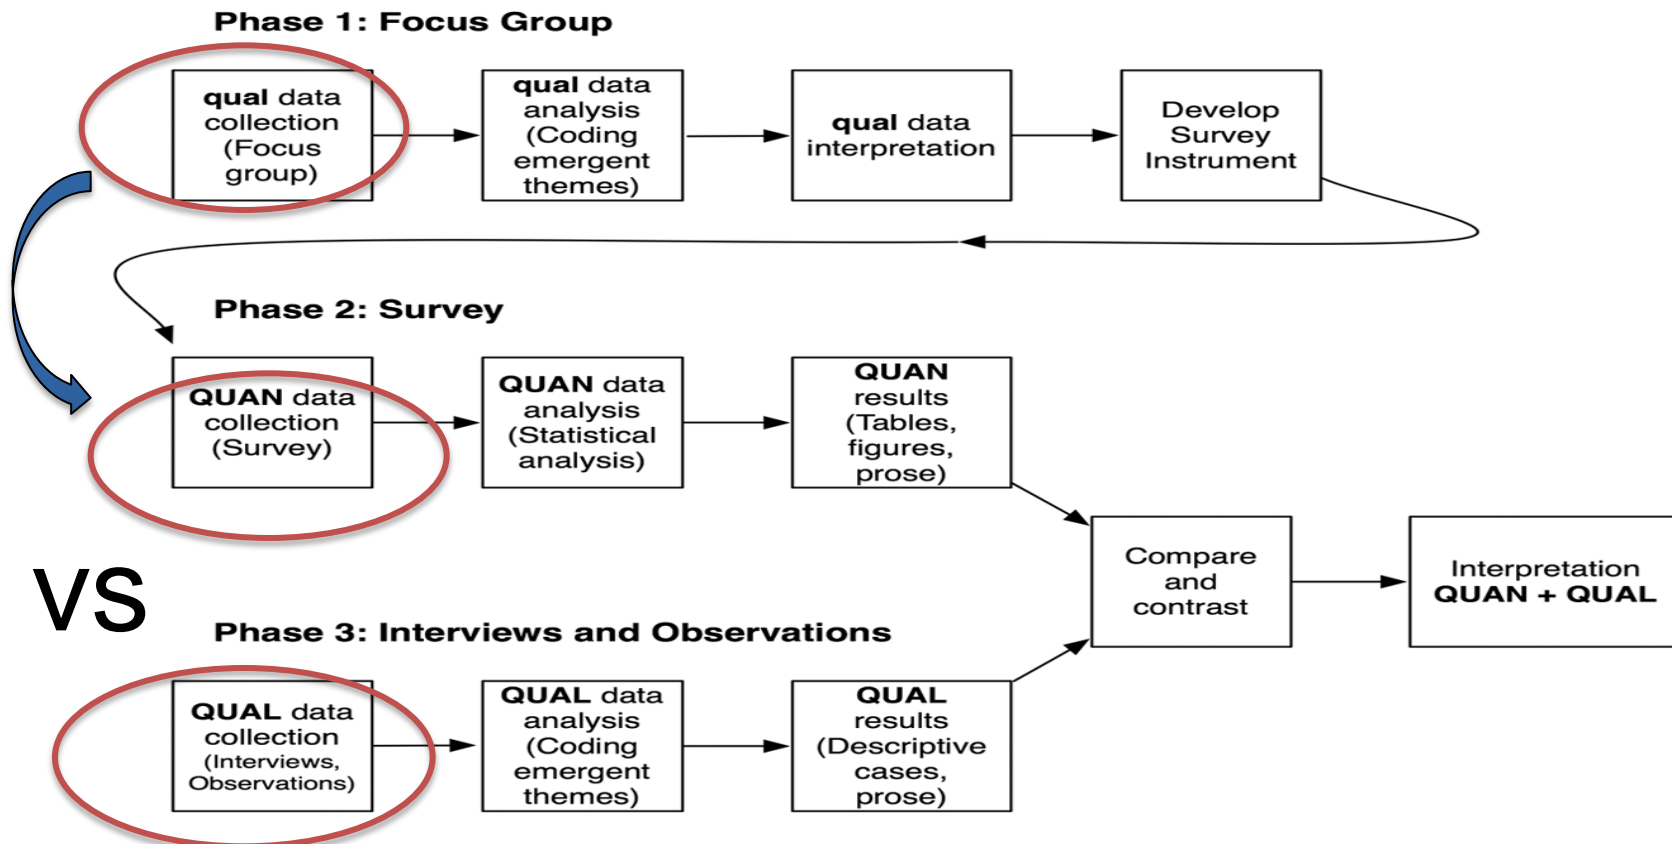 Phase 1: Focus Group
qual data
collection
(Focus
group)
qual data
analysis
(Coding
emergent
themes)
qual data
interpretation
Develop
Survey
Instrument
Phase 2: Survey
QUAN data
collection
(Survey)
QUAN data
analysis
(Statistical
analysis)
QUAN
results
(Tables,
figures,
prose)
Compare
and
contrast
Interpretation
QUAN + QUAL
vs
Phase 3: Interviews and Observations
QUAL data
collection
(Interviews,
Observations)
QUAL data
analysis
(Coding
emergent
themes)
QUAL
results
(Descriptive
cases,
prose)